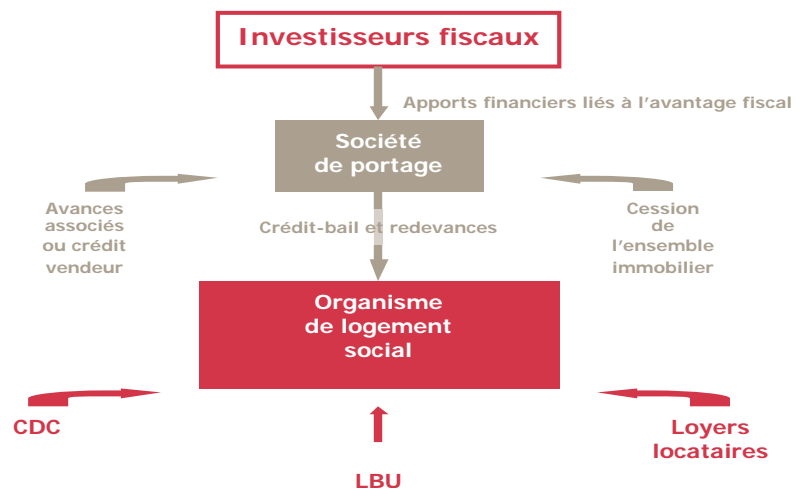 Investisseurs fiscaux
Apports financiers liés à l'avantage fiscal
Société
de portage
Avances
associés
ou crédit
vendeur
Crédit-bail et redevances
Cession
de
l'ensemble
immobilier
Organisme
de logement
social
CDC
LBU
Loyers
locataires